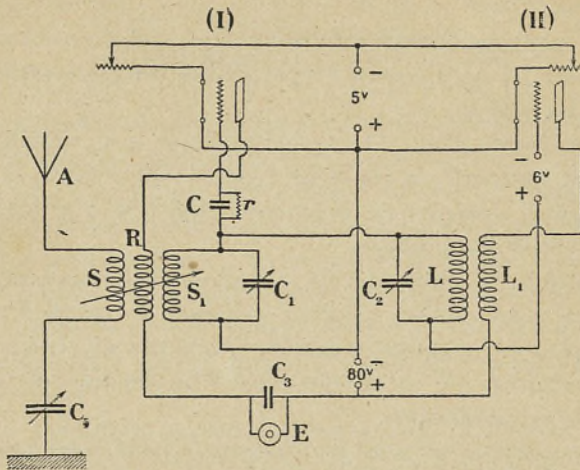 (I) (II)
−
5v
+
−
6v
+
A
C r
R
S S₁ C₁ C₂ L L₁
−
80v
+
C₃
C₅
E